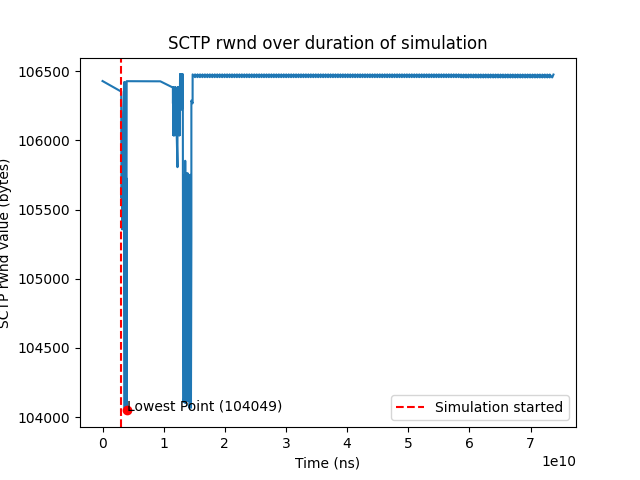 SCTP rwnd over duration of simulation
106500
106000
105500
105000
104500
104000
SCTP rwnd value (bytes)
Lowest Point (104049)
Simulation started
0 1 2 3 4 5 6 7
1e10
Time (ns)